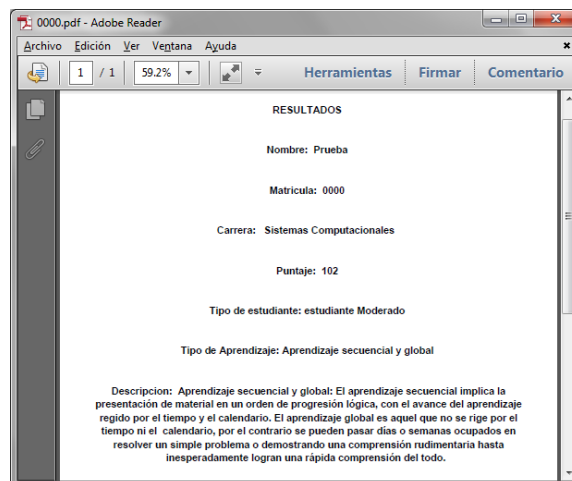 0000.pdf - Adobe Reader
Archivo Edición Ver Ventana Ayuda
1 / 1 59.2% Herramientas Firmar Comentario
RESULTADOS
Nombre: Prueba
Matricula: 0000
Carrera: Sistemas Computacionales
Puntaje: 102
Tipo de estudiante: estudiante Moderado
Tipo de Aprendizaje: Aprendizaje secuencial y global
Descripcion: Aprendizaje secuencial y global: El aprendizaje secuencial implica la
presentación de material en un orden de progresión lógica, con el avance del aprendizaje
regido por el tiempo y el calendario. El aprendizaje global es aquel que no se rige por el
tiempo ni el calendario, por el contrario se pueden pasar días o semanas ocupados en
resolver un simple problema o demostrando una comprensión rudimentaria hasta
inesperadamente logran una rápida comprensión del todo.